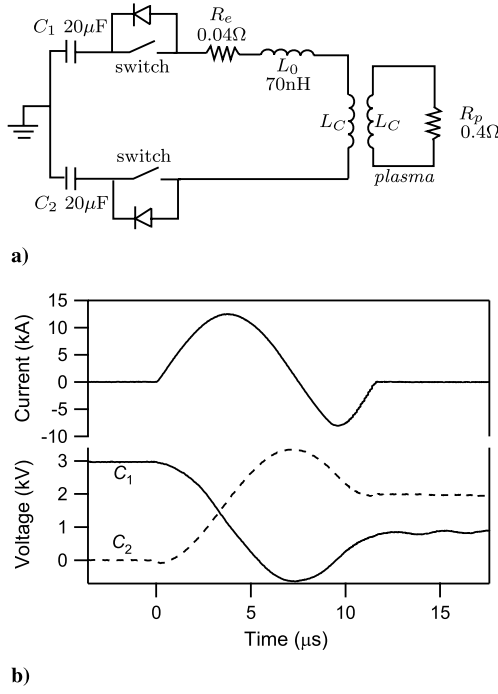 C1 20μF
Re
0.04Ω
switch
L0
70nH
LC
LC
Rp
0.4Ω
plasma
switch
C2 20μF
a)
15
10
5
0
-5
-10
Current (kA)
3
2
1
0
Voltage (kV)
C1
C2
0
5
10
15
Time (μs)
b)